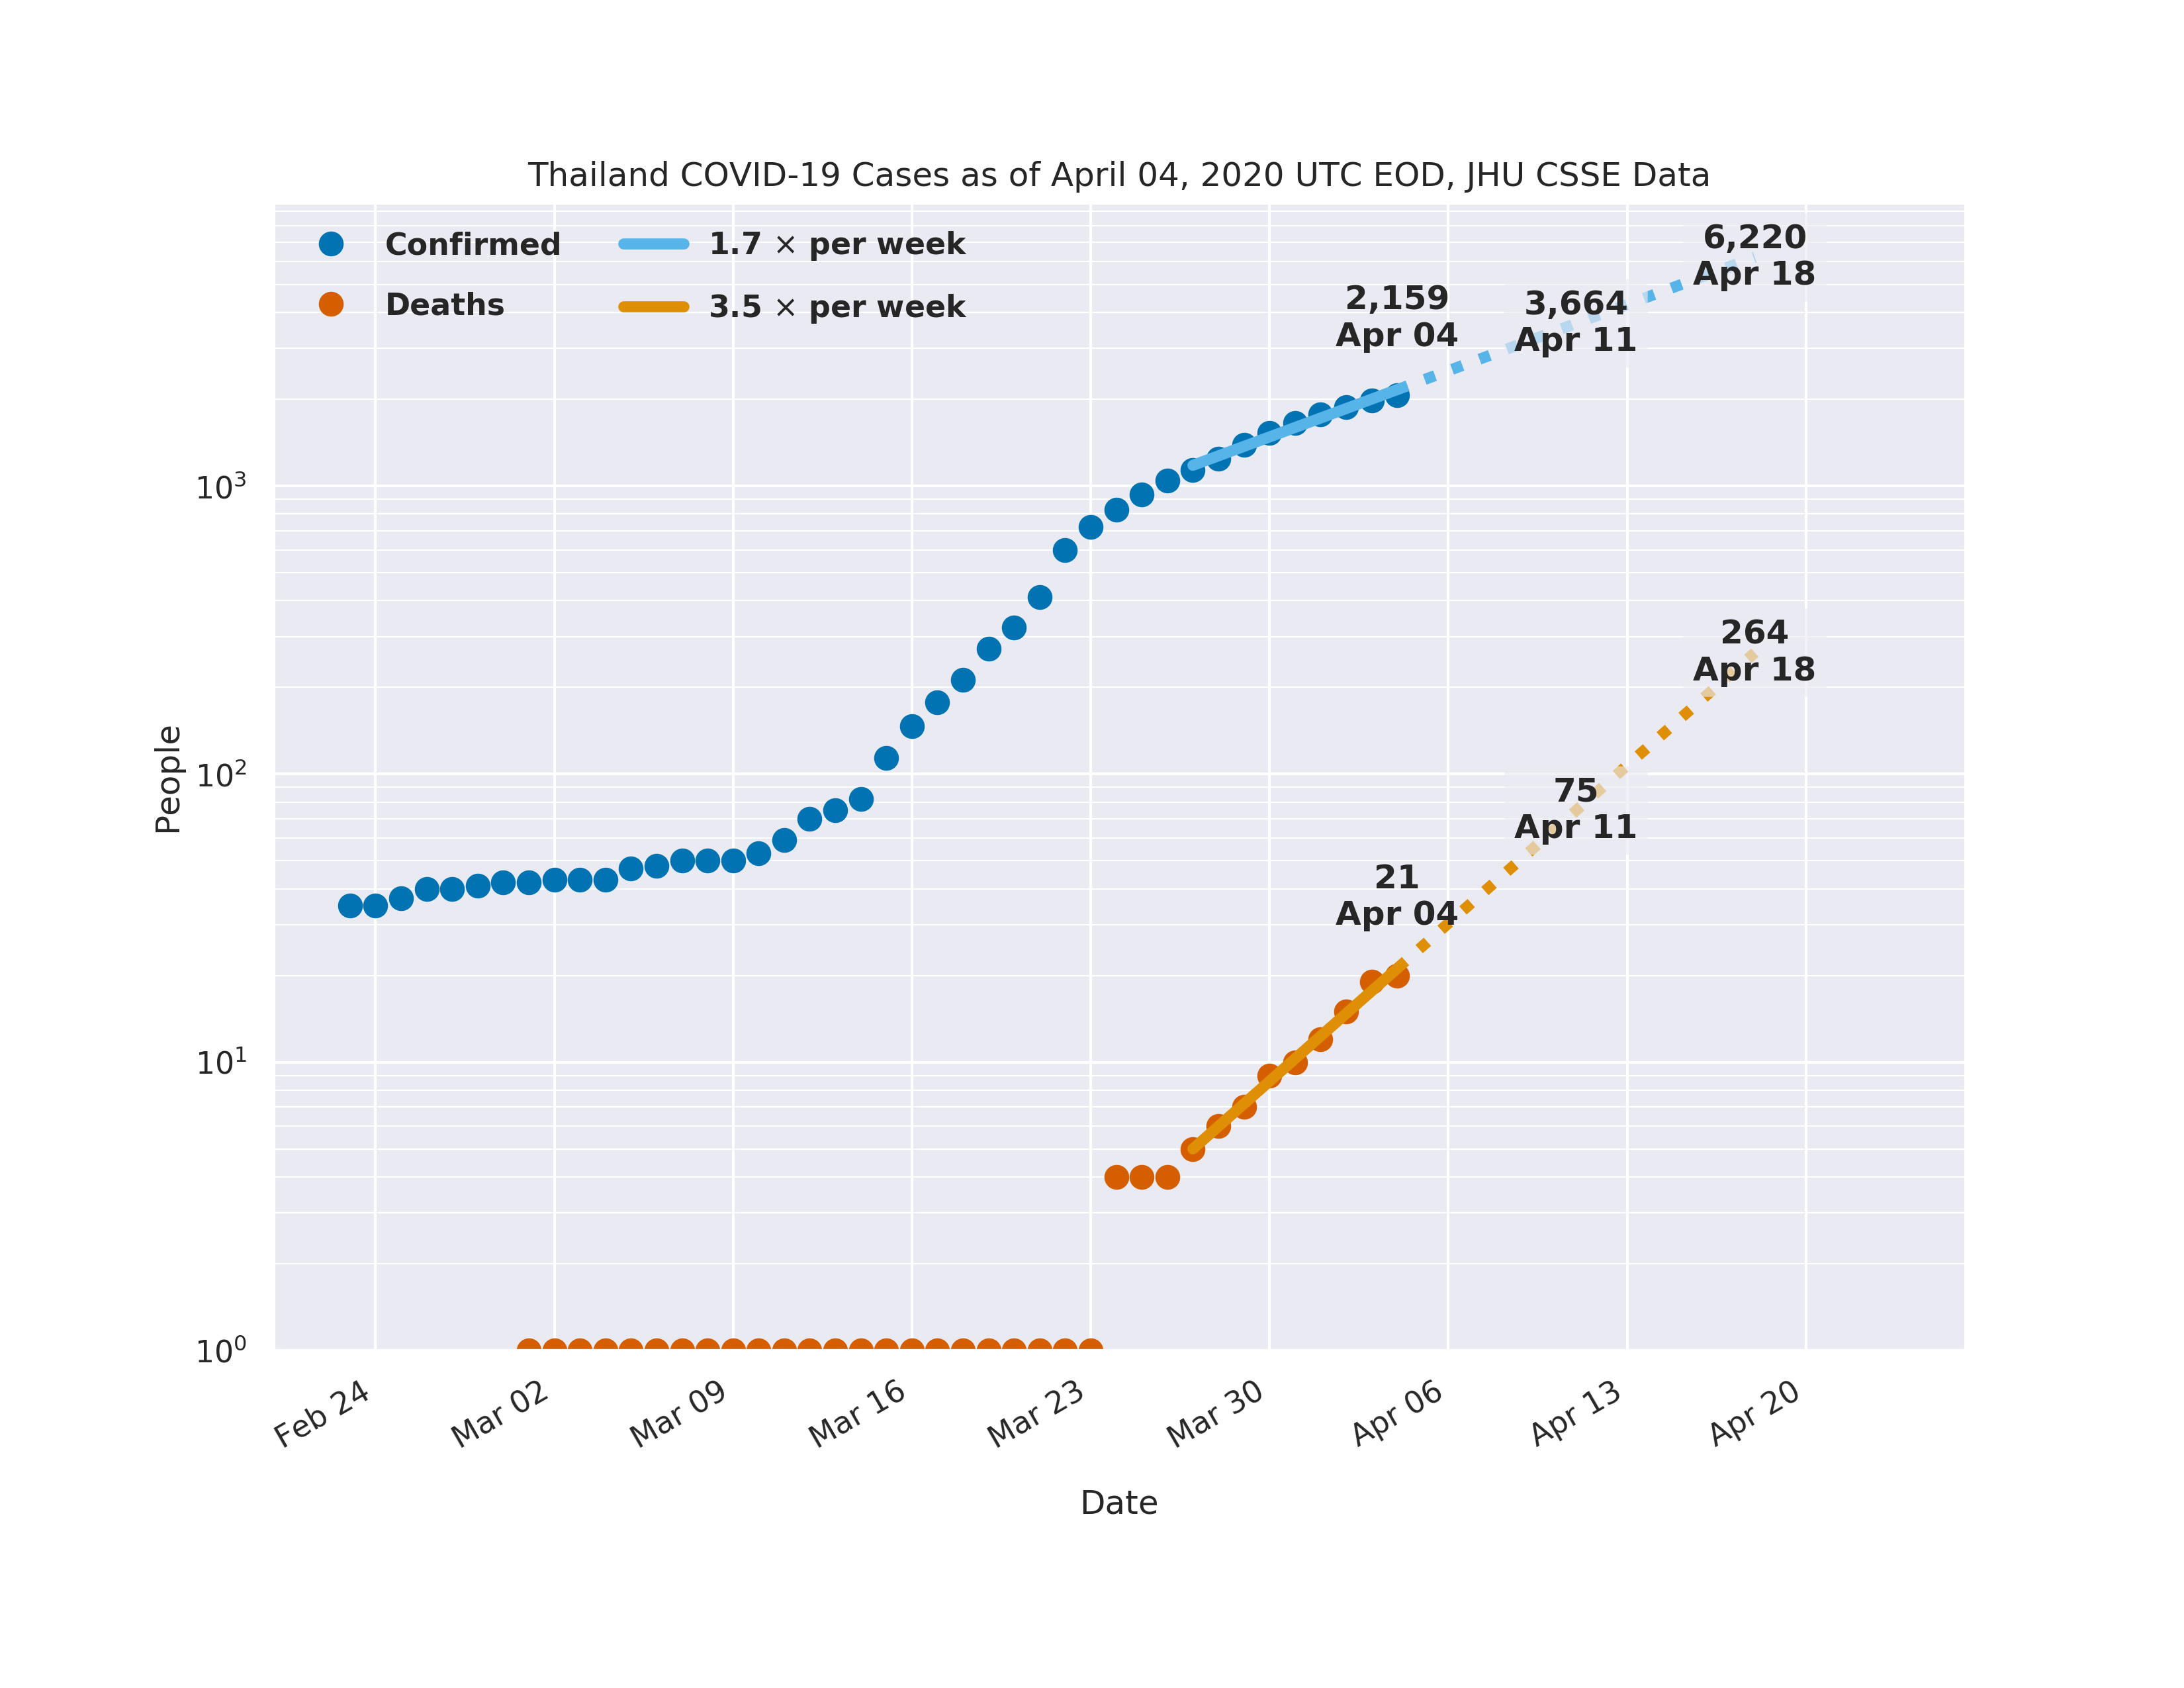 Thailand COVID-19 Cases as of April 04, 2020 UTC EOD, JHU CSSE Data
Confirmed
Deaths
1.7 × per week
3.5 × per week
2,159
Apr 04
3,664
Apr 11
6,220
Apr 18
21
Apr 04
75
Apr 11
264
Apr 18
People
10³
10²
10¹
10⁰
Feb 24
Mar 02
Mar 09
Mar 16
Mar 23
Mar 30
Apr 06
Apr 13
Apr 20
Date